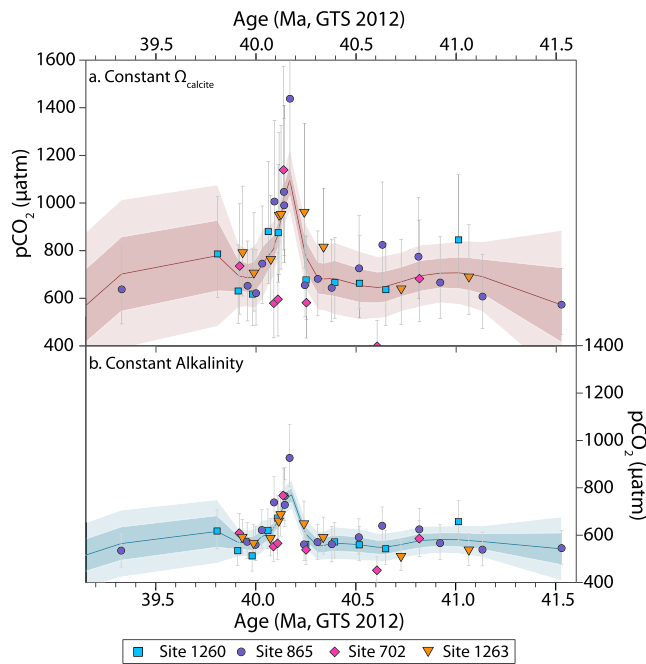 Age (Ma, GTS 2012)
39.5 40.0 40.5 41.0 41.5
a. Constant Ωcalcite
pCO2 (µatm)
1600
1400
1200
1000
800
600
400
b. Constant Alkalinity
pCO2 (µatm)
1400
1200
1000
800
600
400
39.5 40.0 40.5 41.0 41.5
Age (Ma, GTS 2012)
Site 1260 Site 865 Site 702 Site 1263